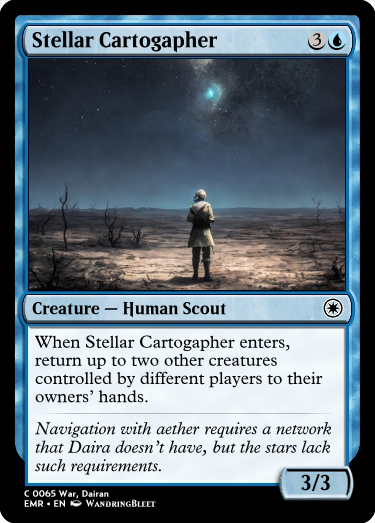 Stellar Cartogapher 3
Creature — Human Scout
When Stellar Cartogapher enters,
return up to two other creatures
controlled by different players to their
owners' hands.
Navigation with aether requires a network
that Daira doesn't have, but the stars lack
such requirements.
3/3
C 0065 War, Dairan
EMR • EN WandringBleet